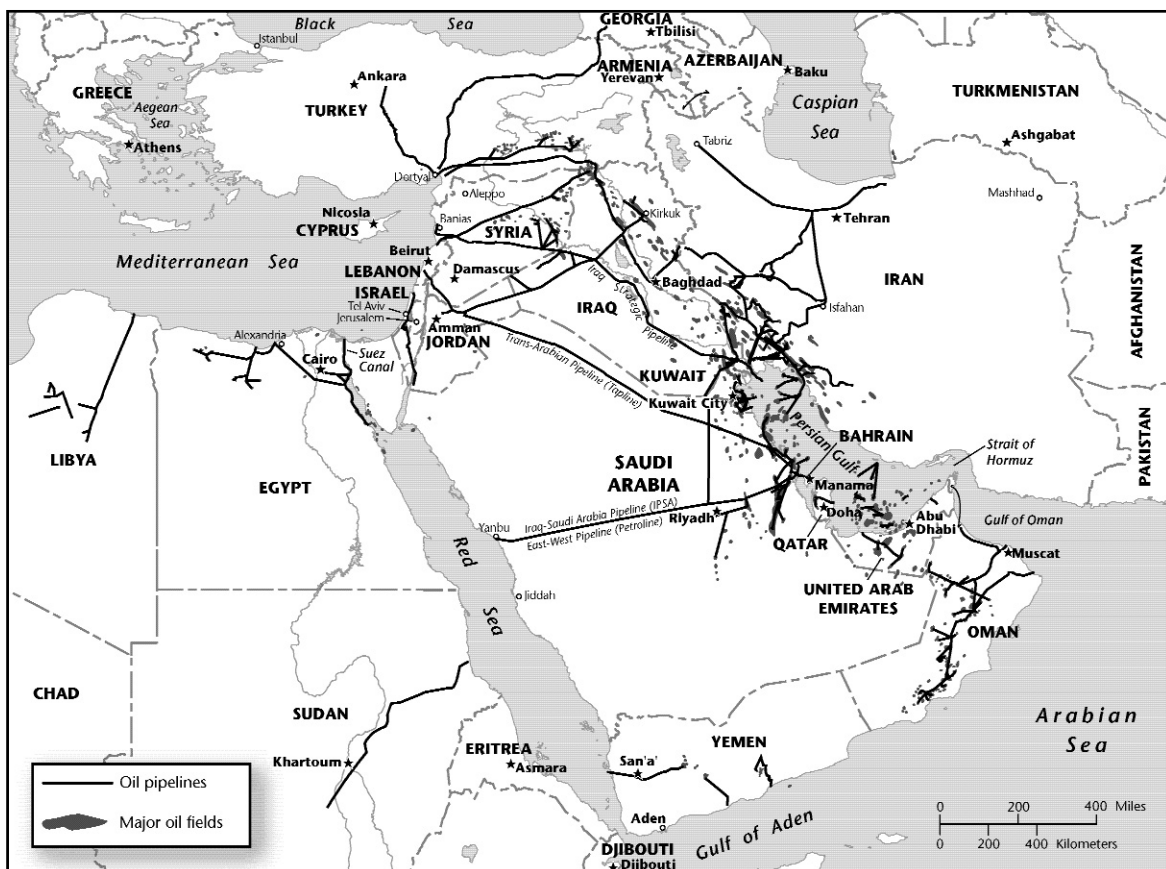 Black Sea
GEORGIA
Tbilisi
Istanbul
ARMENIA
Yerevan
AZERBAIJAN
Baku
Ankara
TURKEY
GREECE
Aegean
Sea
Athens
Caspian
Sea
TURKMENISTAN
Ashgabat
Tabriz
Mashhad
Dortyal
Aleppo
Tehran
Nicosia
CYPRUS
Banias
SYRIA
Kirkuk
Mediterranean Sea
Beirut
LEBANON
Damascus
Baghdad
IRAN
AFGHANISTAN
ISRAEL
Tel Aviv
Jerusalem
IRAQ
Iraq Strategic Pipeline
Isfahan
Amman
JORDAN
Alexandria
Cairo
Suez
Canal
Trans-Arabian Pipeline (Tapline)
KUWAIT
Kuwait City
Persian Gulf
BAHRAIN
Strait of
Hormuz
PAKISTAN
LIBYA
EGYPT
SAUDI
ARABIA
Manama
Riyadh
Doha
Abu
Dhabi
Gulf of Oman
Yanbu
Iraq-Saudi Arabia Pipeline (IPSA)
East-West Pipeline (Petroline)
QATAR
Muscat
UNITED ARAB
EMIRATES
Red Sea
Jiddah
OMAN
CHAD
SUDAN
Arabian
Sea
ERITREA
YEMEN
Khartoum
Asmara
San'a'
Oil pipelines
Major oil fields
Aden
Gulf of Aden
DJIBOUTI
Djibouti
0 200 400 Miles
0 200 400 Kilometers